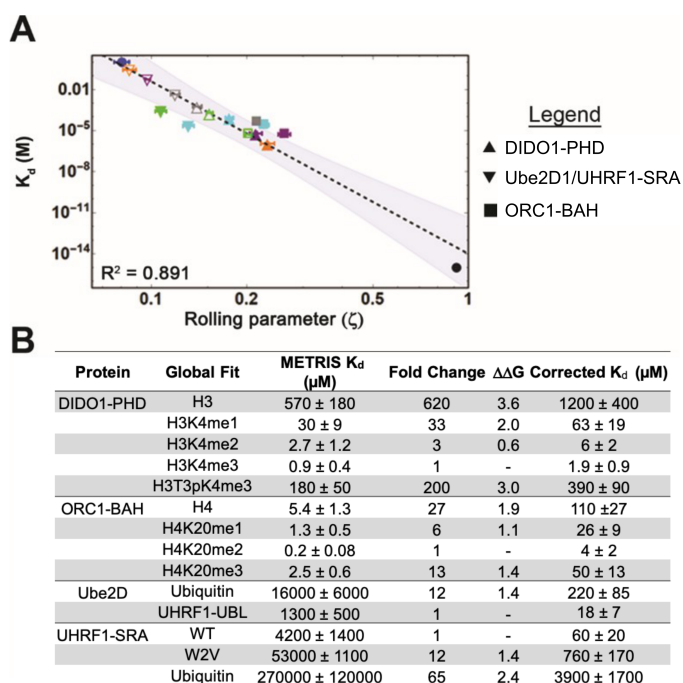 A
K_d (M)
0.01
10⁻⁵
10⁻⁸
10⁻¹¹
10⁻¹⁴
R² = 0.891
0.1 0.2 0.5 1
Rolling parameter (ζ)
Legend
▲ DIDO1-PHD
▼ Ube2D1/UHRF1-SRA
■ ORC1-BAH
B
Protein Global Fit METRIS K_d (µM) Fold Change ΔΔG Corrected K_d (µM)
DIDO1-PHD H3 570 ± 180 620 3.6 1200 ± 400
H3K4me1 30 ± 9 33 2.0 63 ± 19
H3K4me2 2.7 ± 1.2 3 0.6 6 ± 2
H3K4me3 0.9 ± 0.4 1 - 1.9 ± 0.9
H3T3pK4me3 180 ± 50 200 3.0 390 ± 90
ORC1-BAH H4 5.4 ± 1.3 27 1.9 110 ±27
H4K20me1 1.3 ± 0.5 6 1.1 26 ± 9
H4K20me2 0.2 ± 0.08 1 - 4 ± 2
H4K20me3 2.5 ± 0.6 13 1.4 50 ± 13
Ube2D Ubiquitin 16000 ± 6000 12 1.4 220 ± 85
UHRF1-UBL 1300 ± 500 1 - 18 ± 7
UHRF1-SRA WT 4200 ± 1400 1 - 60 ± 20
W2V 53000 ± 1100 12 1.4 760 ± 170
Ubiquitin 270000 ± 120000 65 2.4 3900 ± 1700